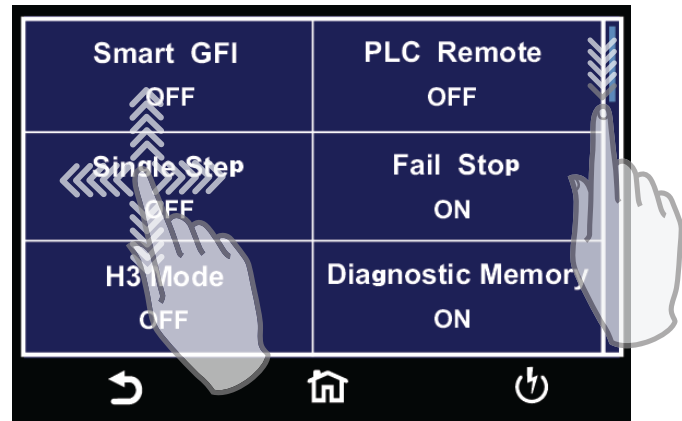 Smart GFI
OFF
PLC Remote
OFF
Single Step
OFF
Fail Stop
ON
H3 Mode
OFF
Diagnostic Memory
ON